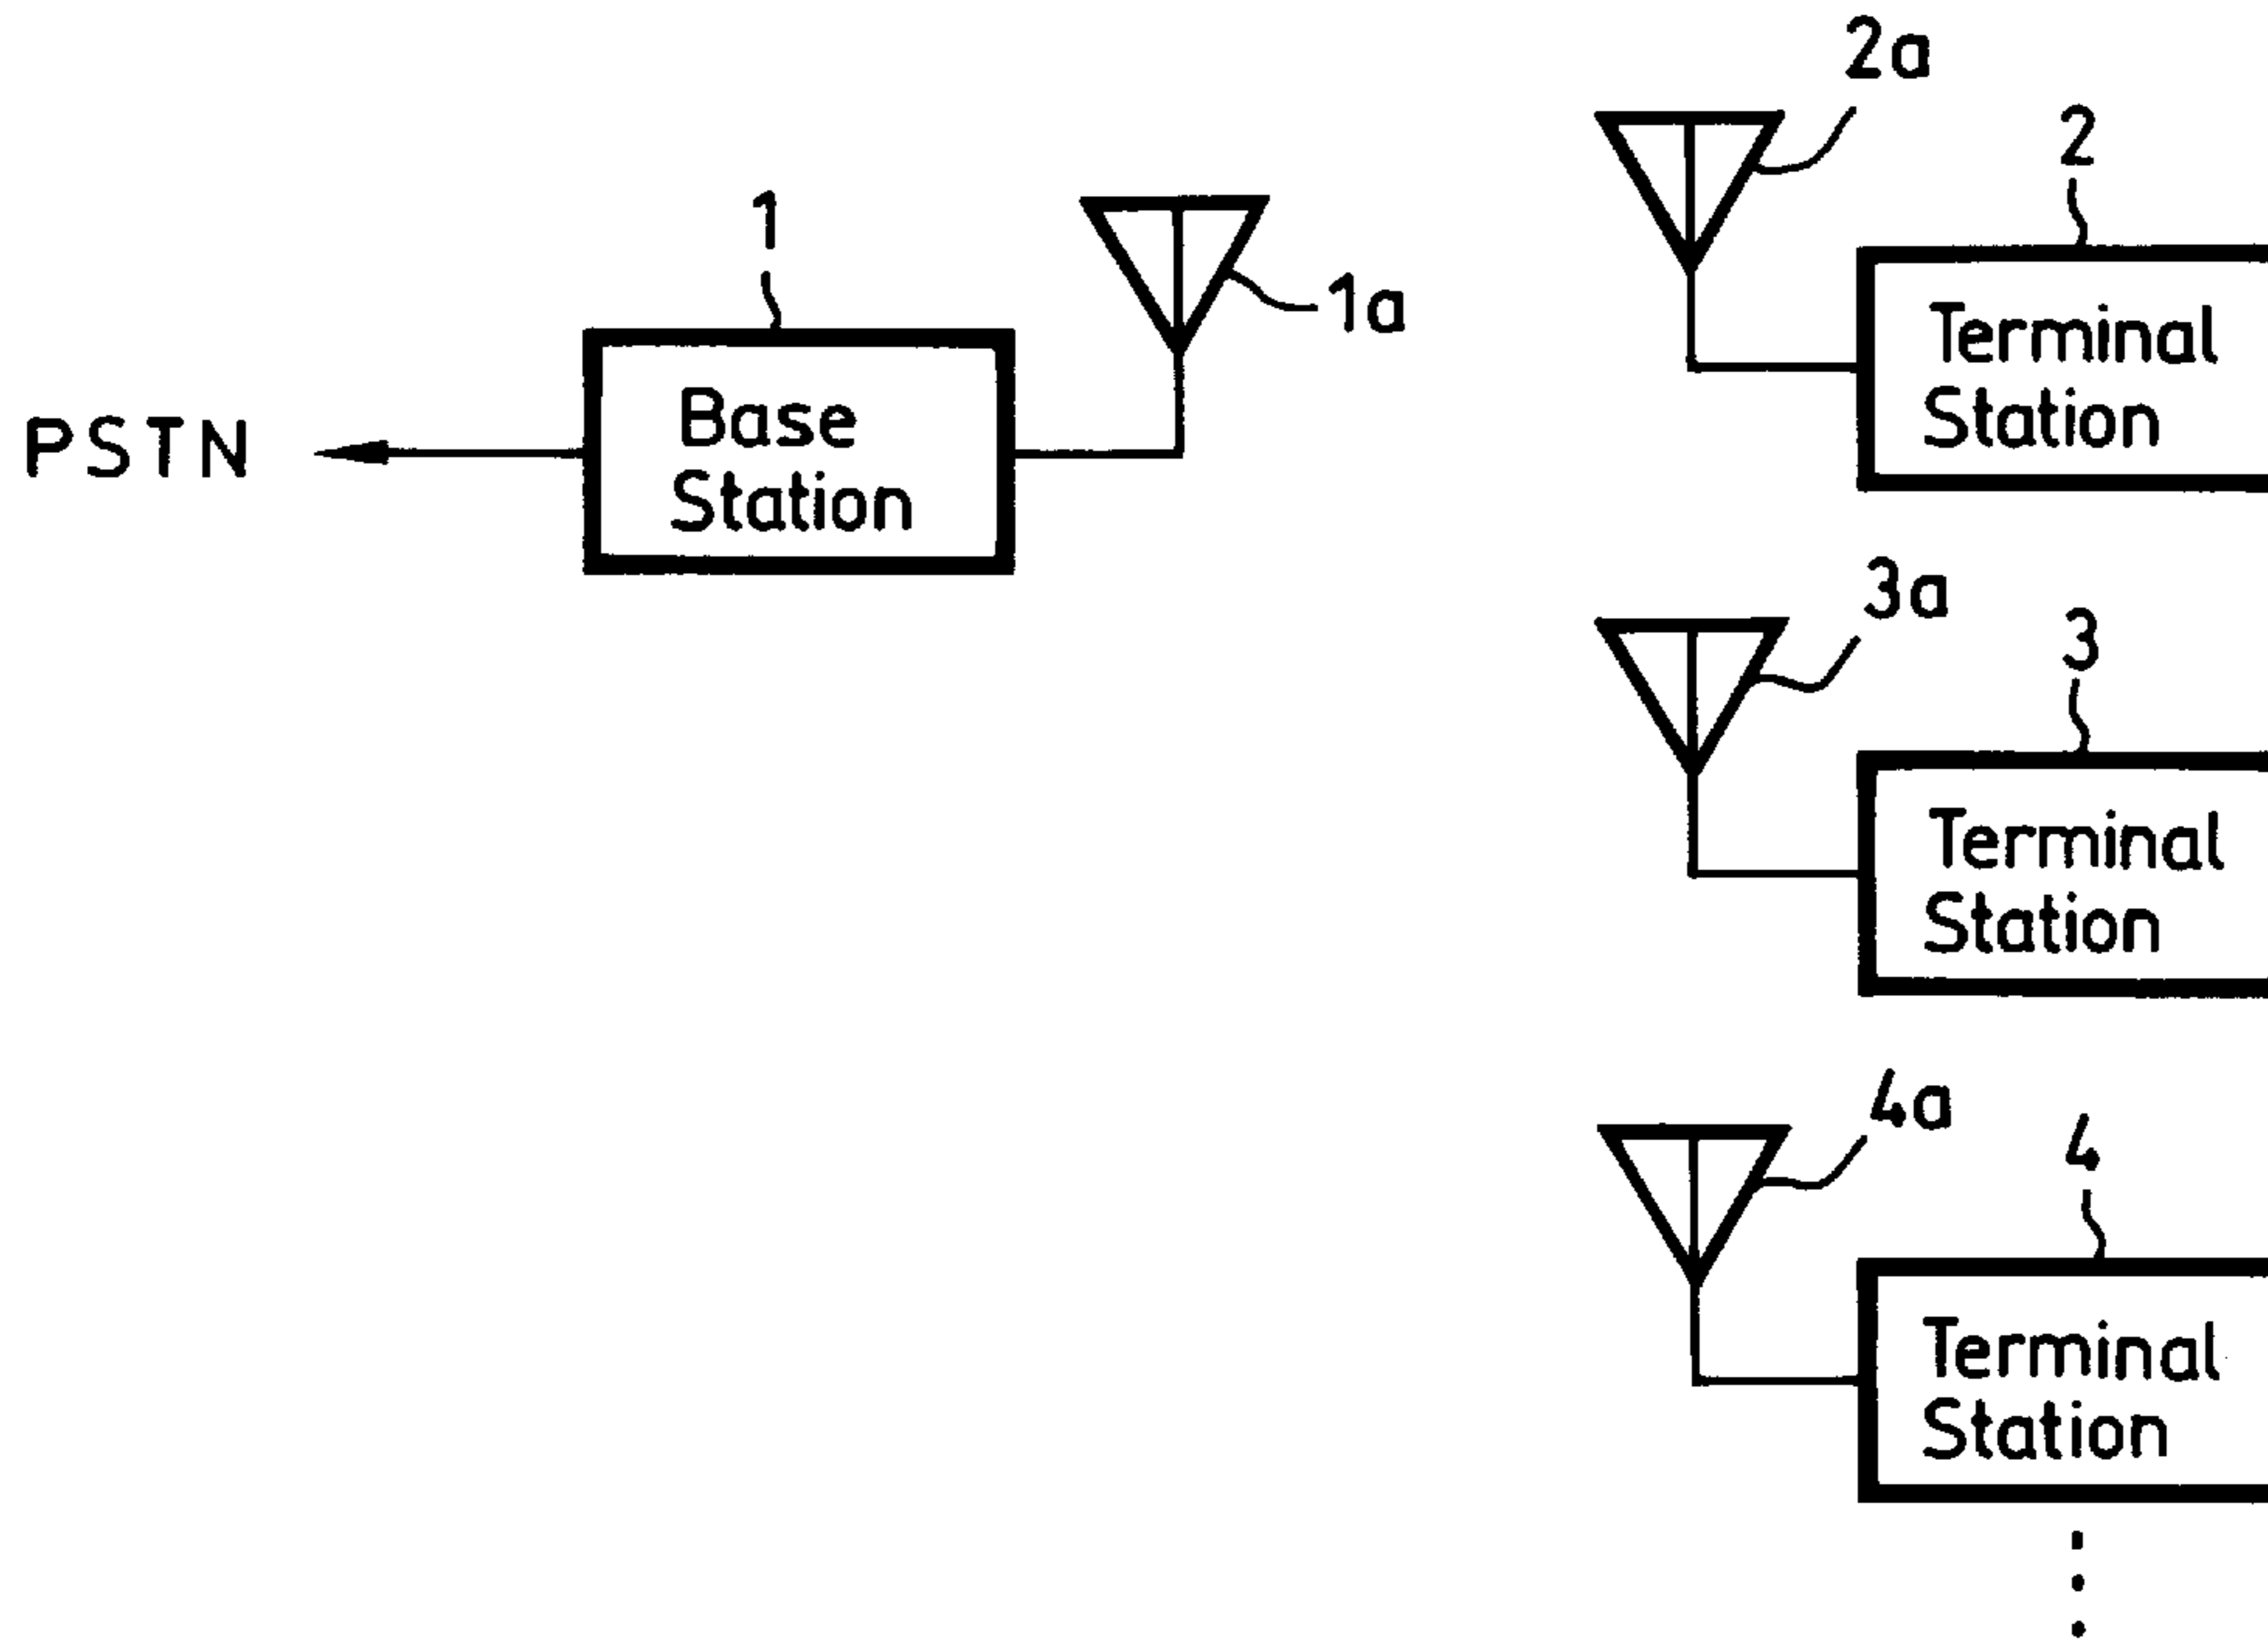 PSTN
1
Base
Station
1a
2a
2
Terminal
Station
3a
3
Terminal
Station
4a
4
Terminal
Station